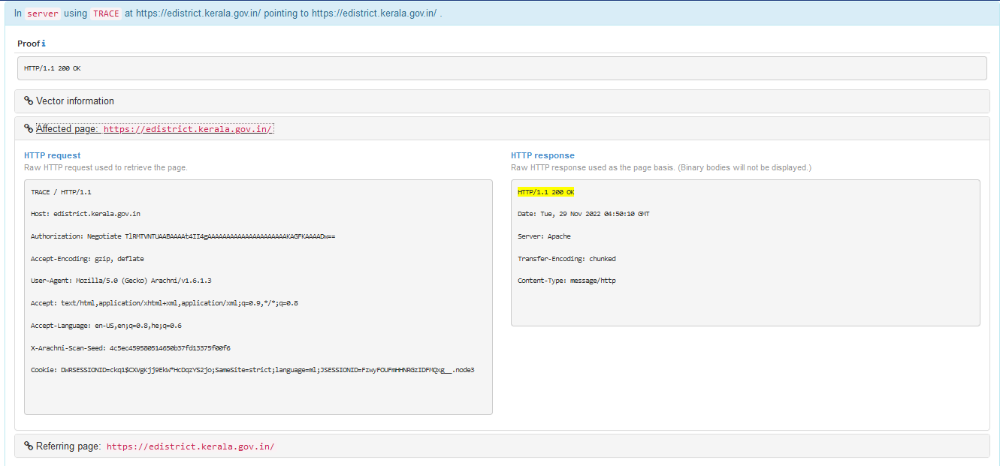 In server using TRACE at https://edistrict.kerala.gov.in/ pointing to https://edistrict.kerala.gov.in/ .
Proof
HTTP/1.1 200 OK
Vector information
Affected page: https://edistrict.kerala.gov.in/
HTTP request
Raw HTTP request used to retrieve the page.
TRACE / HTTP/1.1
Host: edistrict.kerala.gov.in
Authorization: Negotiate TlRMTVNTUAABAAAAt4II4gAAAAAAAAAAAAAAAAAAAAAKAGFKAAAADw==
Accept-Encoding: gzip, deflate
User-Agent: Mozilla/5.0 (Gecko) Arachni/v1.6.1.3
Accept: text/html,application/xhtml+xml,application/xml;q=0.9,*/*;q=0.8
Accept-Language: en-US,en;q=0.8,he;q=0.6
X-Arachni-Scan-Seed: 4c5ec459580514650b37fd13375f00f6
Cookie: DWRSESSIONID=ckq1$CXVgKjj9EkW*HcDqzYS2jo;SameSite=strict;language=ml;JSESSIONID=FzwyFOUFmHHNRGzIDFMQxg__.node3
HTTP response
Raw HTTP response used as the page basis. (Binary bodies will not be displayed.)
HTTP/1.1 200 OK
Date: Tue, 29 Nov 2022 04:50:10 GMT
Server: Apache
Transfer-Encoding: chunked
Content-Type: message/http
Referring page: https://edistrict.kerala.gov.in/